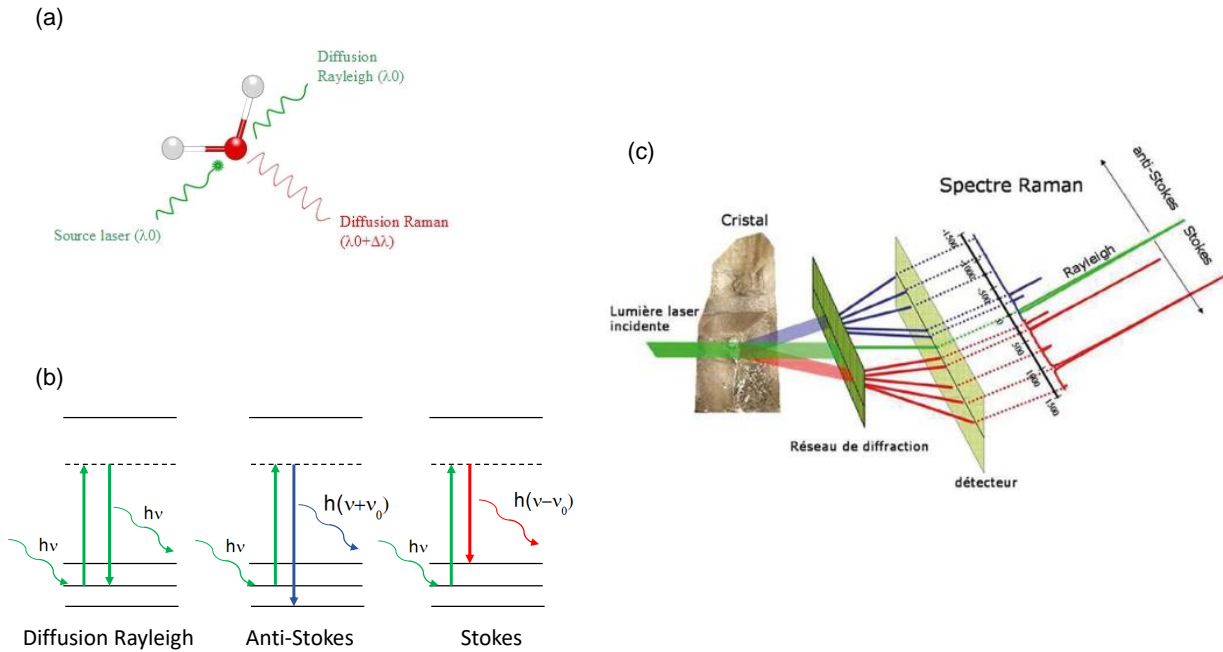 (a)
Diffusion
Rayleigh (λ0)
Source laser (λ0)
Diffusion Raman
(λ0+Δλ)
(b)
hν
hν
Diffusion Rayleigh
hν
h(ν+ν₀)
Anti-Stokes
hν
h(ν−ν₀)
Stokes
(c)
Spectre Raman
anti-Stokes
Stokes
Rayleigh
Cristal
Lumière laser
incidente
Réseau de diffraction
détecteur
-1500
-1000
-500
0
500
1000
1500